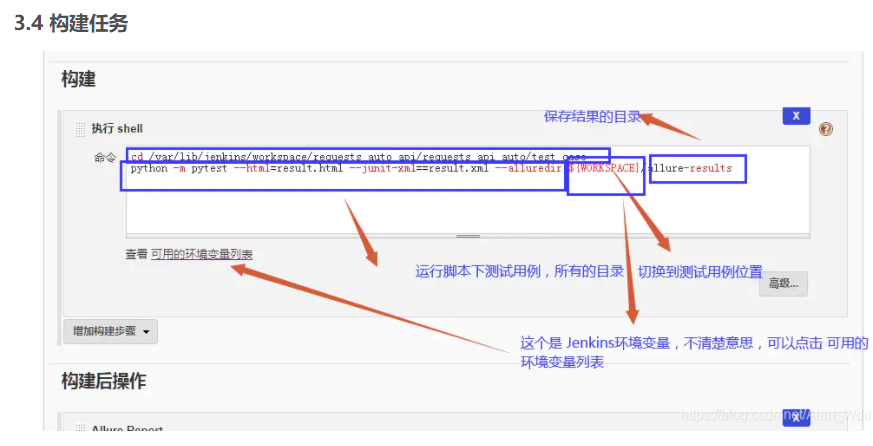 3.4 构建任务
构建
保存结果的目录
X
执行 shell
命令
cd /var/lib/jenkins/workspace/requests_auto_api/requests_api_auto/test_case
python -m pytest --html=result.html --junit-xml==result.xml --alluredir ${WORKSPACE}/allure-results
查看 可用的环境变量列表
运行脚本下测试用例，所有的目录
切换到测试用例位置
高级...
增加构建步骤
这个是 Jenkins环境变量，不清楚意思，可以点击 可用的
环境变量列表
构建后操作
X
Allure Report
https://blog.csdn.net/Atan_Wdd